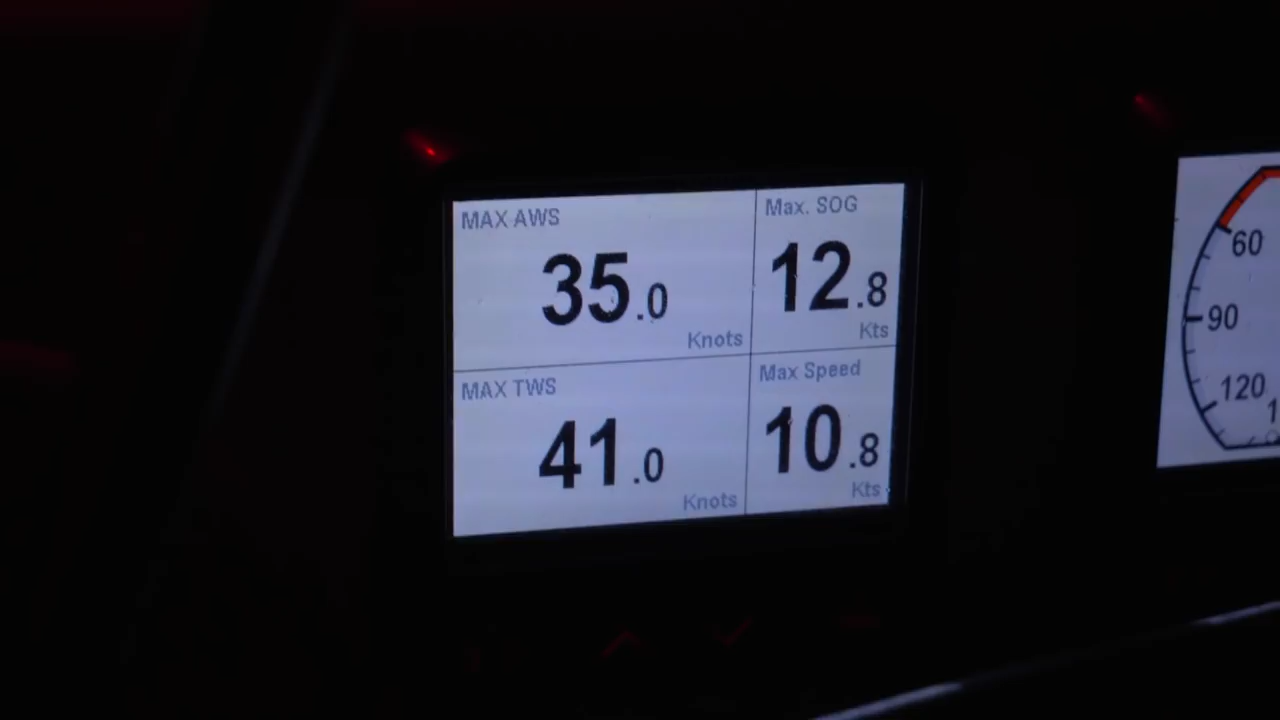 MAX AWS
35.0
Knots
Max. SOG
12.8
Kts
MAX TWS
41.0
Knots
Max Speed
10.8
Kts
60
90
120